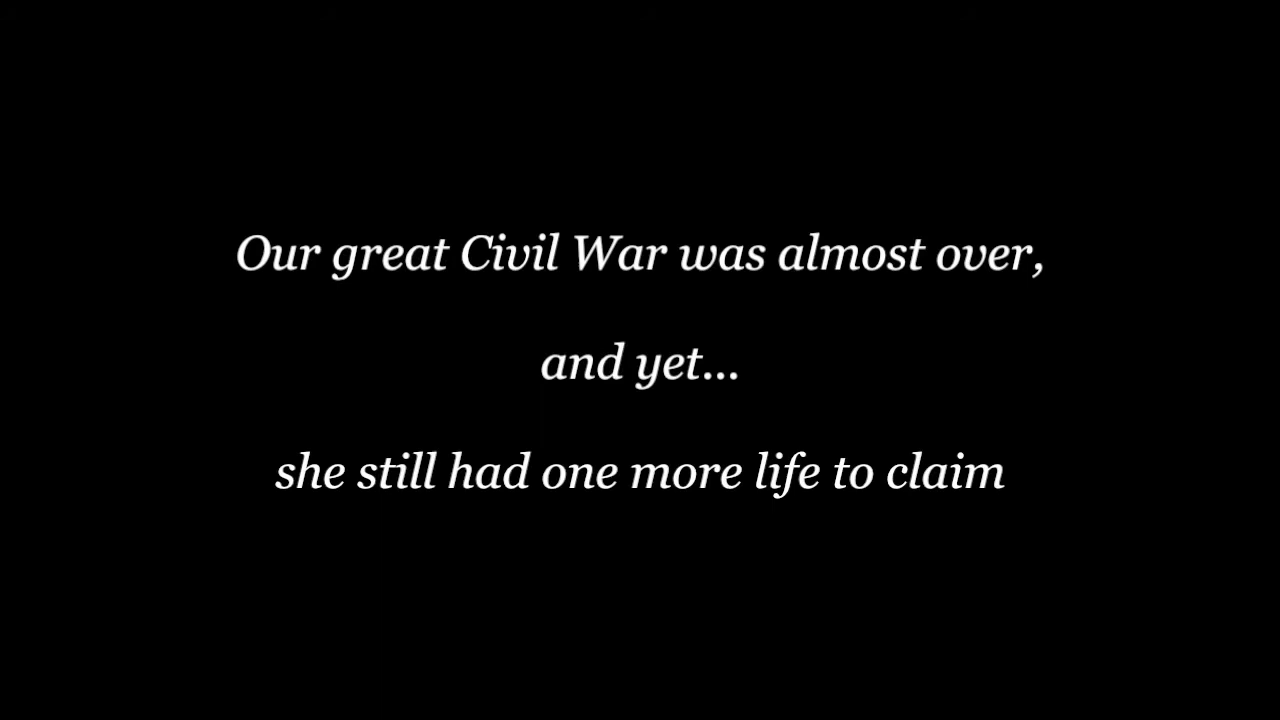 Our great Civil War was almost over,
and yet...
she still had one more life to claim